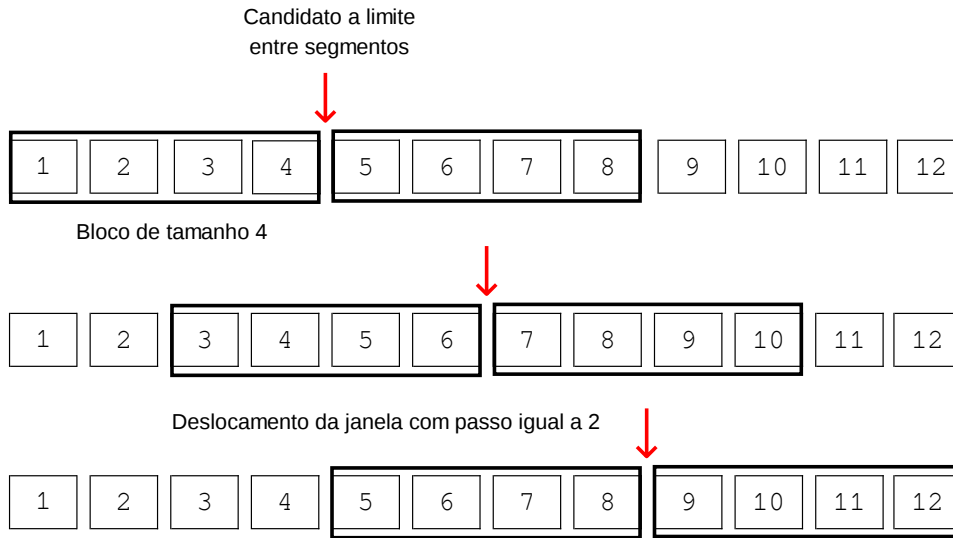 Candidato a limite
entre segmentos
1 2 3 4 5 6 7 8 9 10 11 12
Bloco de tamanho 4
1 2 3 4 5 6 7 8 9 10 11 12
Deslocamento da janela com passo igual a 2
1 2 3 4 5 6 7 8 9 10 11 12